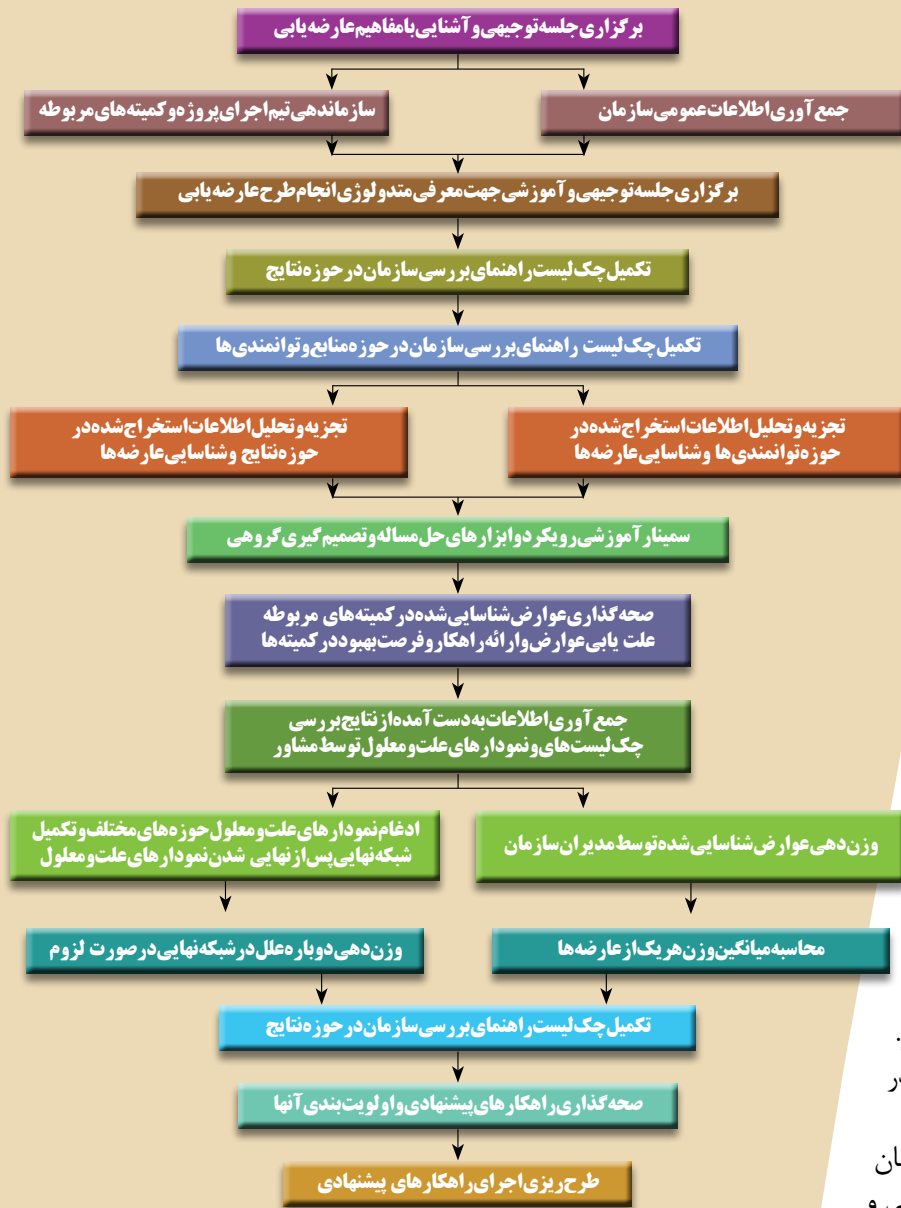 برگزاری جلسه توجیهی و آشنایی با مفاهیم عارضه یابی
جمع آوری اطلاعات عمومی سازمان
سازماندهی تیم اجرای پروژه و کمیته های مربوطه
برگزاری جلسه توجیهی و آموزشی جهت معرفی متدولوژی انجام طرح عارضه یابی
تکمیل چک لیست راهنمای بررسی سازمان در حوزه نتایج
تکمیل چک لیست راهنمای بررسی سازمان در حوزه منابع و توانمندی ها
تجزیه و تحلیل اطلاعات استخراج شده در
حوزه توانمندی ها و شناسایی عارضه ها
تجزیه و تحلیل اطلاعات استخراج شده در
حوزه نتایج و شناسایی عارضه ها
سمینار آموزشی رویکرد و ابزارهای حل مساله و تصمیم گیری گروهی
صحه گذاری عوارض شناسایی شده در کمیته های مربوطه
علت یابی عوارض و ارائه راهکار و فرصت بهبود در کمیته ها
جمع آوری اطلاعات به دست آمده از نتایج بررسی
چک لیست های و نمودارهای علت و معلول توسط مشاور
وزن دهی عوارض شناسایی شده توسط مدیران سازمان
ادغام نمودارهای علت و معلول حوزه های مختلف و تکمیل
شبکه نهایی پس از نهایی شدن نمودارهای علت و معلول
محاسبه میانگین وزن هریک از عارضه ها
وزن دهی دوباره علل در شبکه نهایی در صورت لزوم
تکمیل چک لیست راهنمای بررسی سازمان در حوزه نتایج
صحه گذاری راهکارهای پیشنهادی و اولویت بندی آنها
طرح ریزی اجرای راهکارهای پیشنهادی